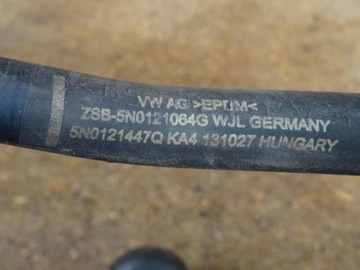 VW AG >EPDM<
ZSB-5N0121064G WJL GERMANY
5N0121447Q KA4 131027 HUNGARY